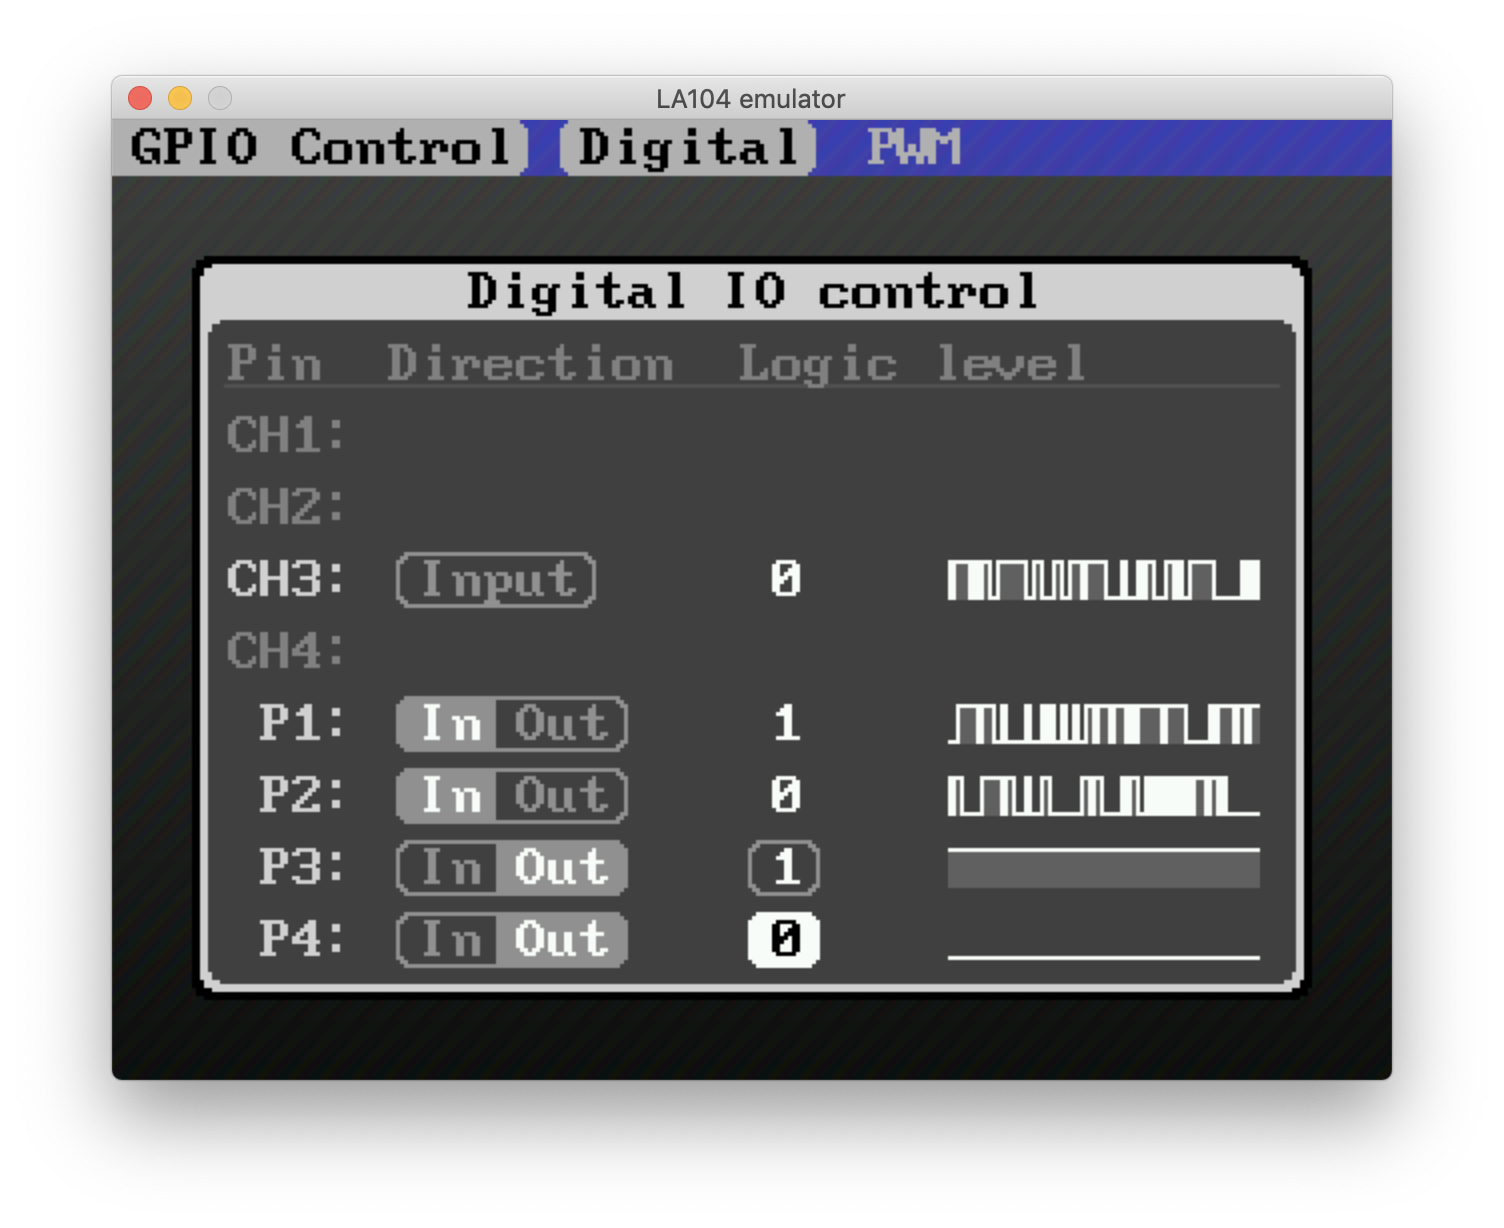 LA104 emulator
GPIO Control Digital PWM
Digital IO control
Pin Direction Logic level
CH1:
CH2:
CH3: Input 0
CH4:
P1: In Out 1
P2: In Out 0
P3: In Out 1
P4: In Out 0